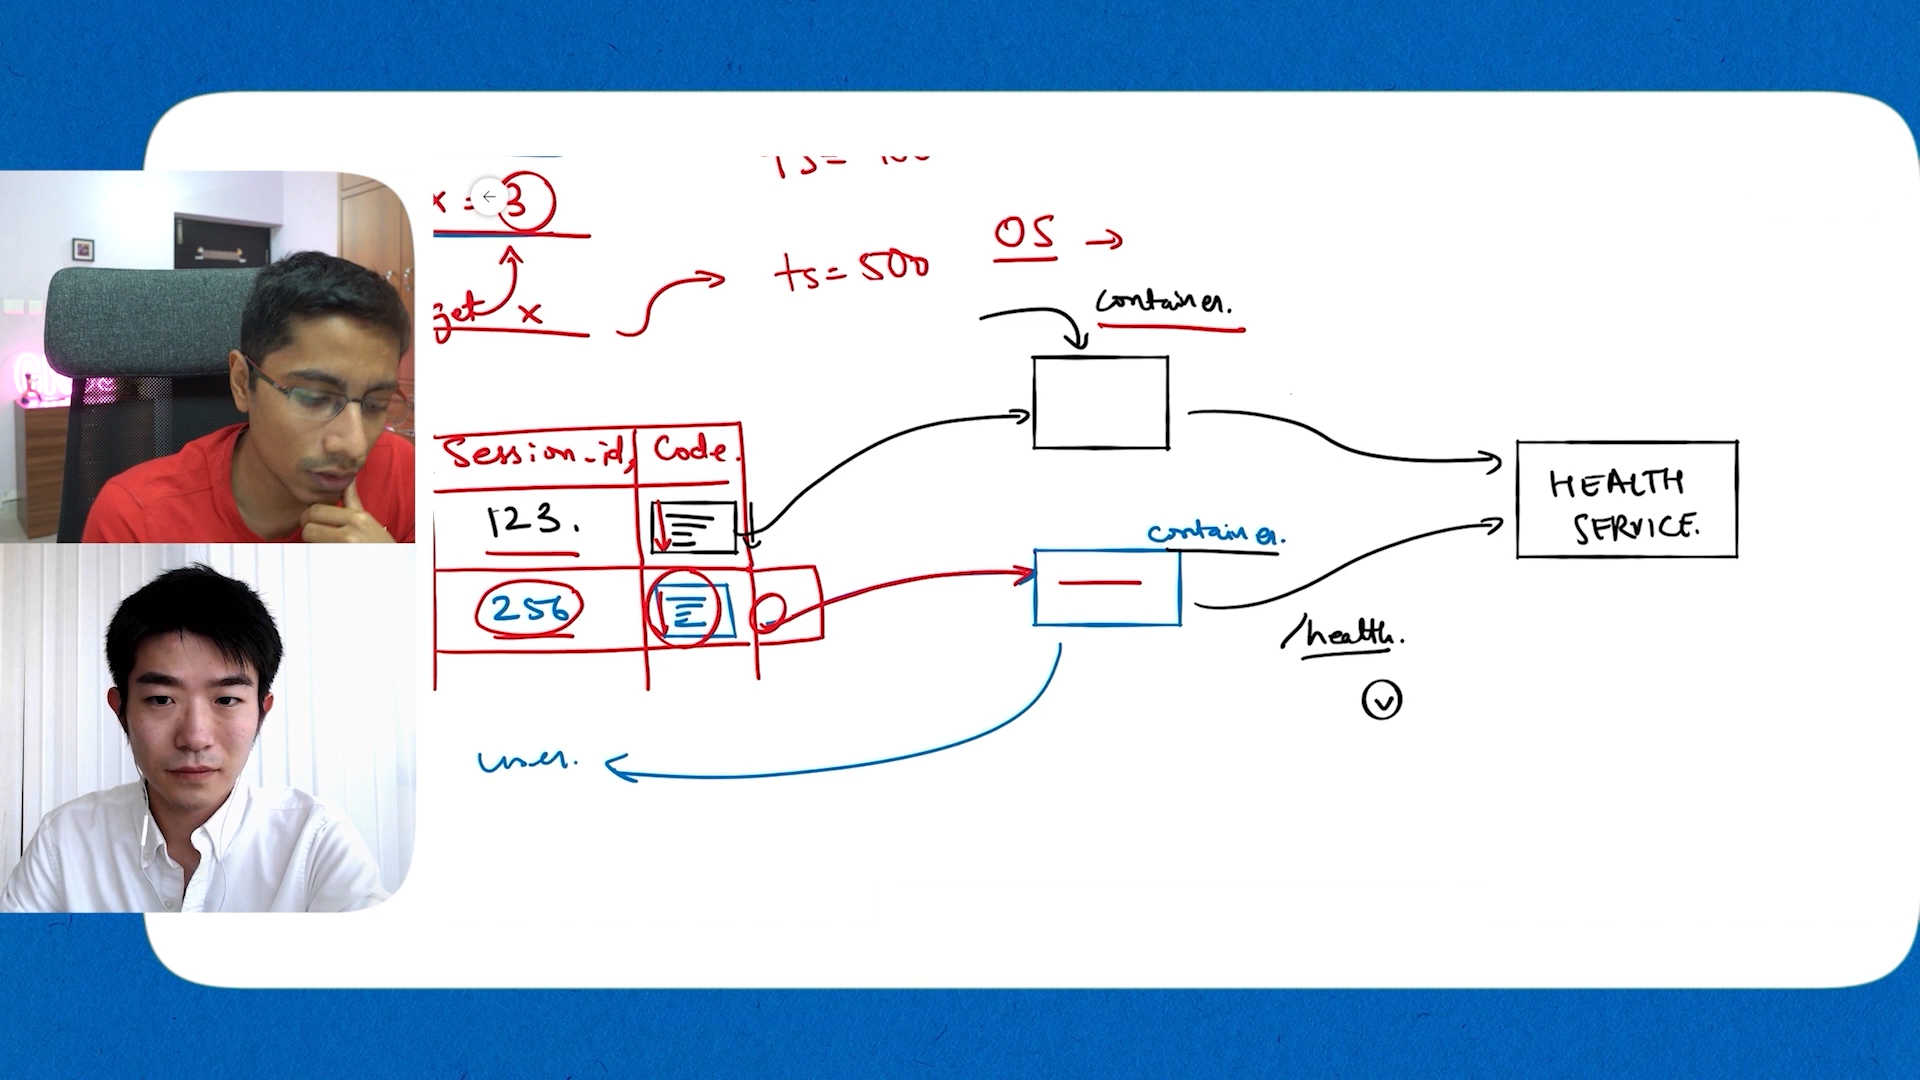 x = 3
get x
ts = 500
OS →
container.
Session_id, Code.
123.
256
container.
HEALTH
SERVICE.
/health.
user.